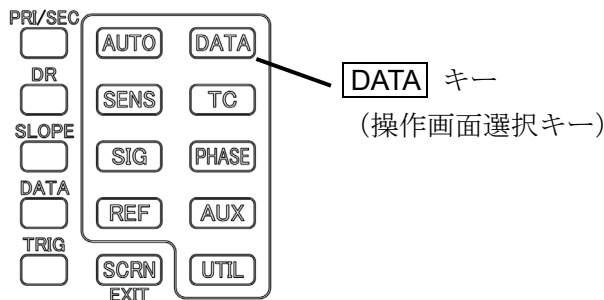 PRI/SEC
AUTO DATA
DR
SENS TC
SLOPE
SIG PHASE
DATA
REF AUX
TRIG
SCRN UTIL
EXIT
DATA キー
（操作画面選択キー）